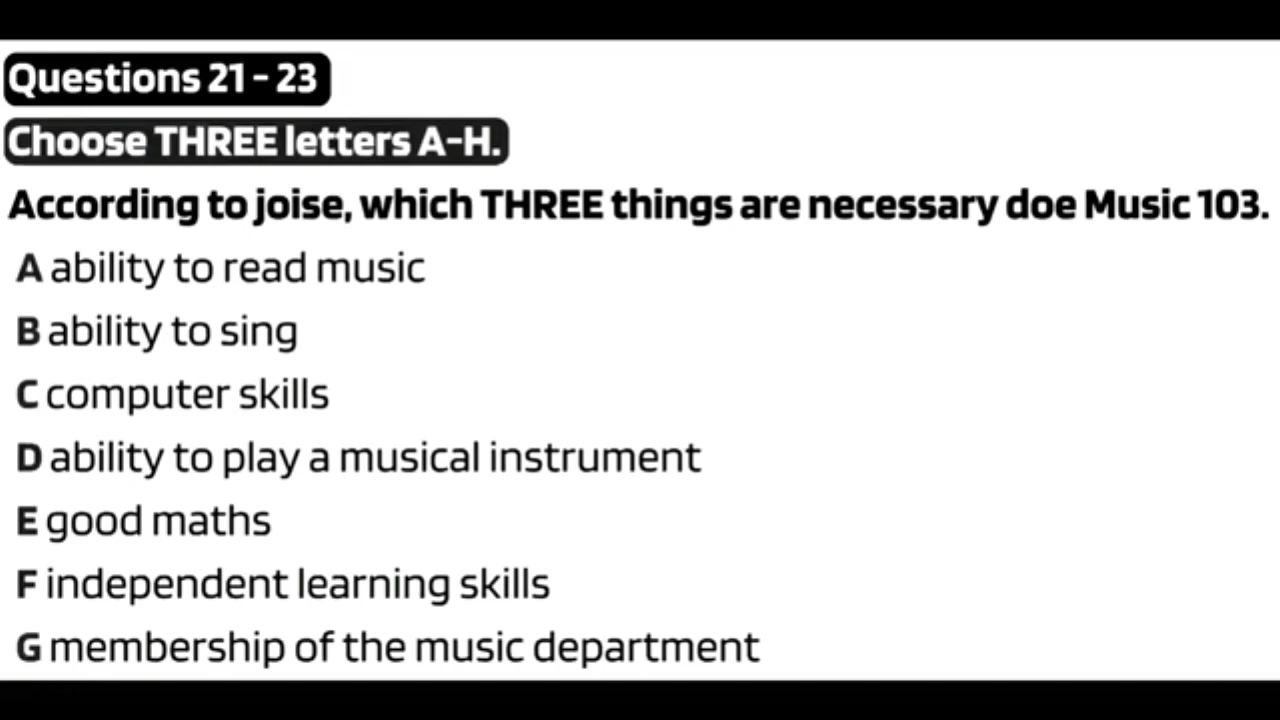 Questions 21 - 23
Choose THREE letters A-H.
According to joise, which THREE things are necessary doe Music 103.
A ability to read music
B ability to sing
C computer skills
D ability to play a musical instrument
E good maths
F independent learning skills
G membership of the music department